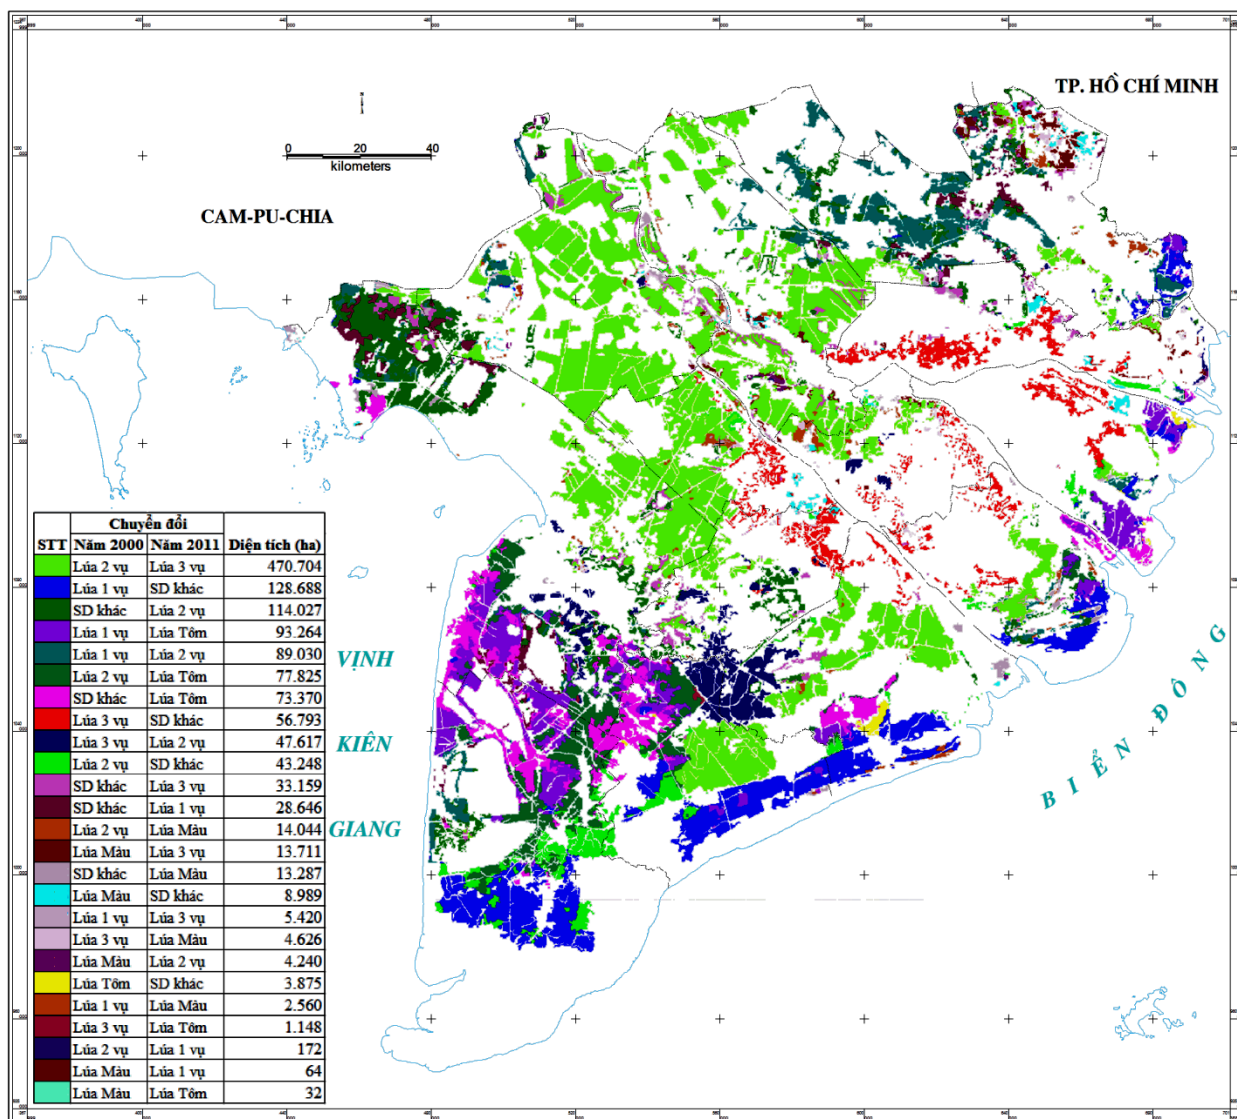 TP. HỒ CHÍ MINH
0 20 40
kilometers
CAM-PU-CHIA
Chuyển đổi
STT Năm 2000 Năm 2011 Diện tích (ha)
Lúa 2 vụ Lúa 3 vụ 470.704
Lúa 1 vụ SD khác 128.688
SD khác Lúa 2 vụ 114.027
Lúa 1 vụ Lúa Tôm 93.264
Lúa 1 vụ Lúa 2 vụ 89.030
Lúa 2 vụ Lúa Tôm 77.825
SD khác Lúa Tôm 73.370
Lúa 3 vụ SD khác 56.793
Lúa 3 vụ Lúa 2 vụ 47.617
Lúa 2 vụ SD khác 43.248
SD khác Lúa 3 vụ 33.159
SD khác Lúa 1 vụ 28.646
Lúa 2 vụ Lúa Màu 14.044
Lúa Màu Lúa 3 vụ 13.711
SD khác Lúa Màu 13.287
Lúa Màu SD khác 8.989
Lúa 1 vụ Lúa 3 vụ 5.420
Lúa 3 vụ Lúa Màu 4.626
Lúa Màu Lúa 2 vụ 4.240
Lúa Tôm SD khác 3.875
Lúa 1 vụ Lúa Màu 2.560
Lúa 3 vụ Lúa Tôm 1.148
Lúa 2 vụ Lúa 1 vụ 172
Lúa Màu Lúa 1 vụ 64
Lúa Màu Lúa Tôm 32
VỊNH
KIÊN
GIANG
BIỂN ĐÔNG